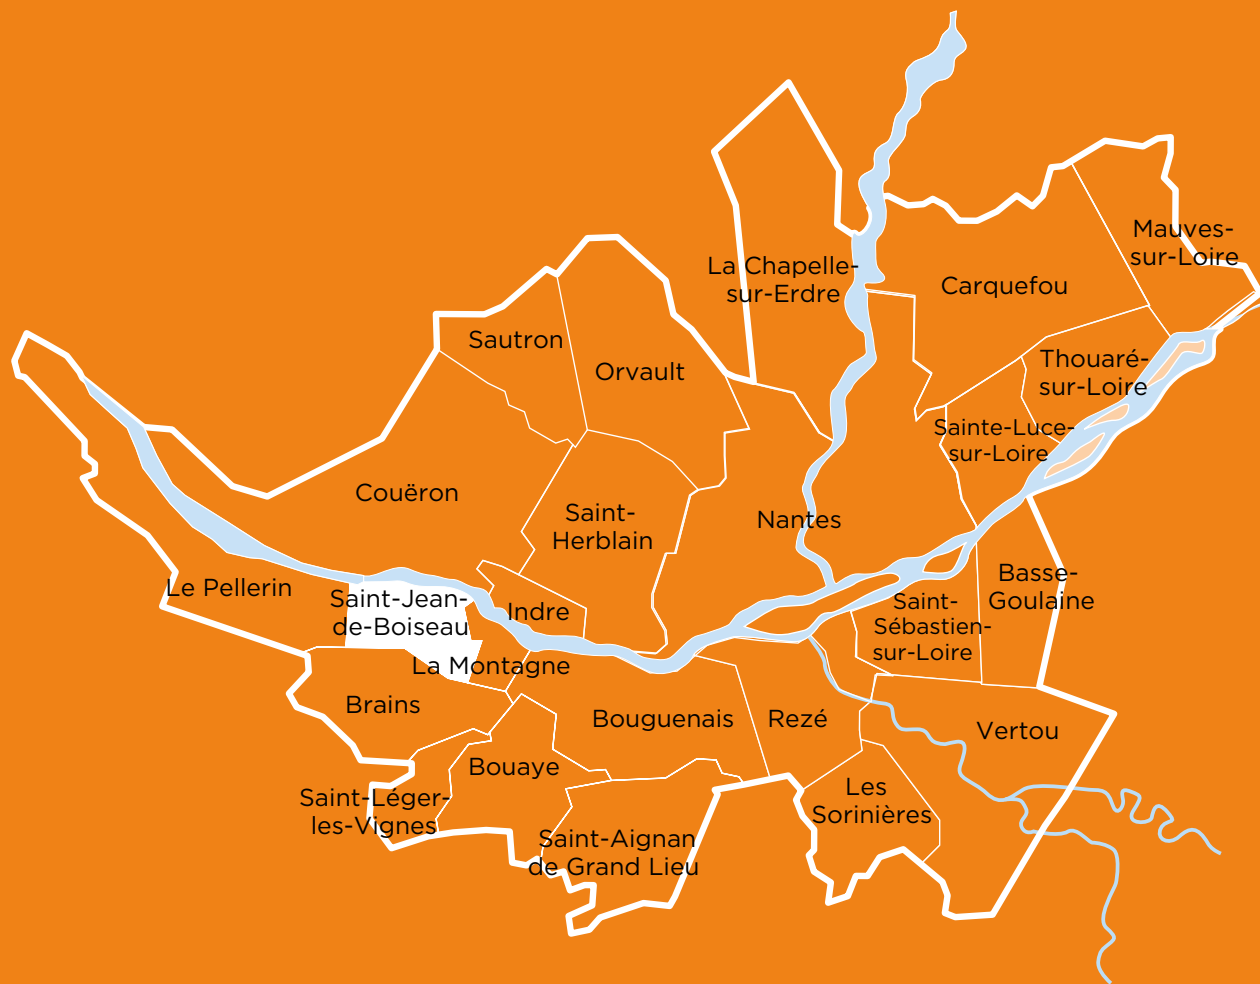 Mauves-
sur-Loire
La Chapelle-
sur-Erdre
Carquefou
Sautron
Orvault
Thouaré-
sur-Loire
Sainte-Luce-
sur-Loire
Couëron
Saint-
Herblain
Nantes
Le Pellerin
Saint-Jean-
de-Boiseau
Indre
Basse-
Goulaine
Saint-
Sébastien-
sur-Loire
La Montagne
Brains
Bouguenais
Rezé
Vertou
Bouaye
Saint-Léger-
les-Vignes
Les
Sorinières
Saint-Aignan
de Grand Lieu